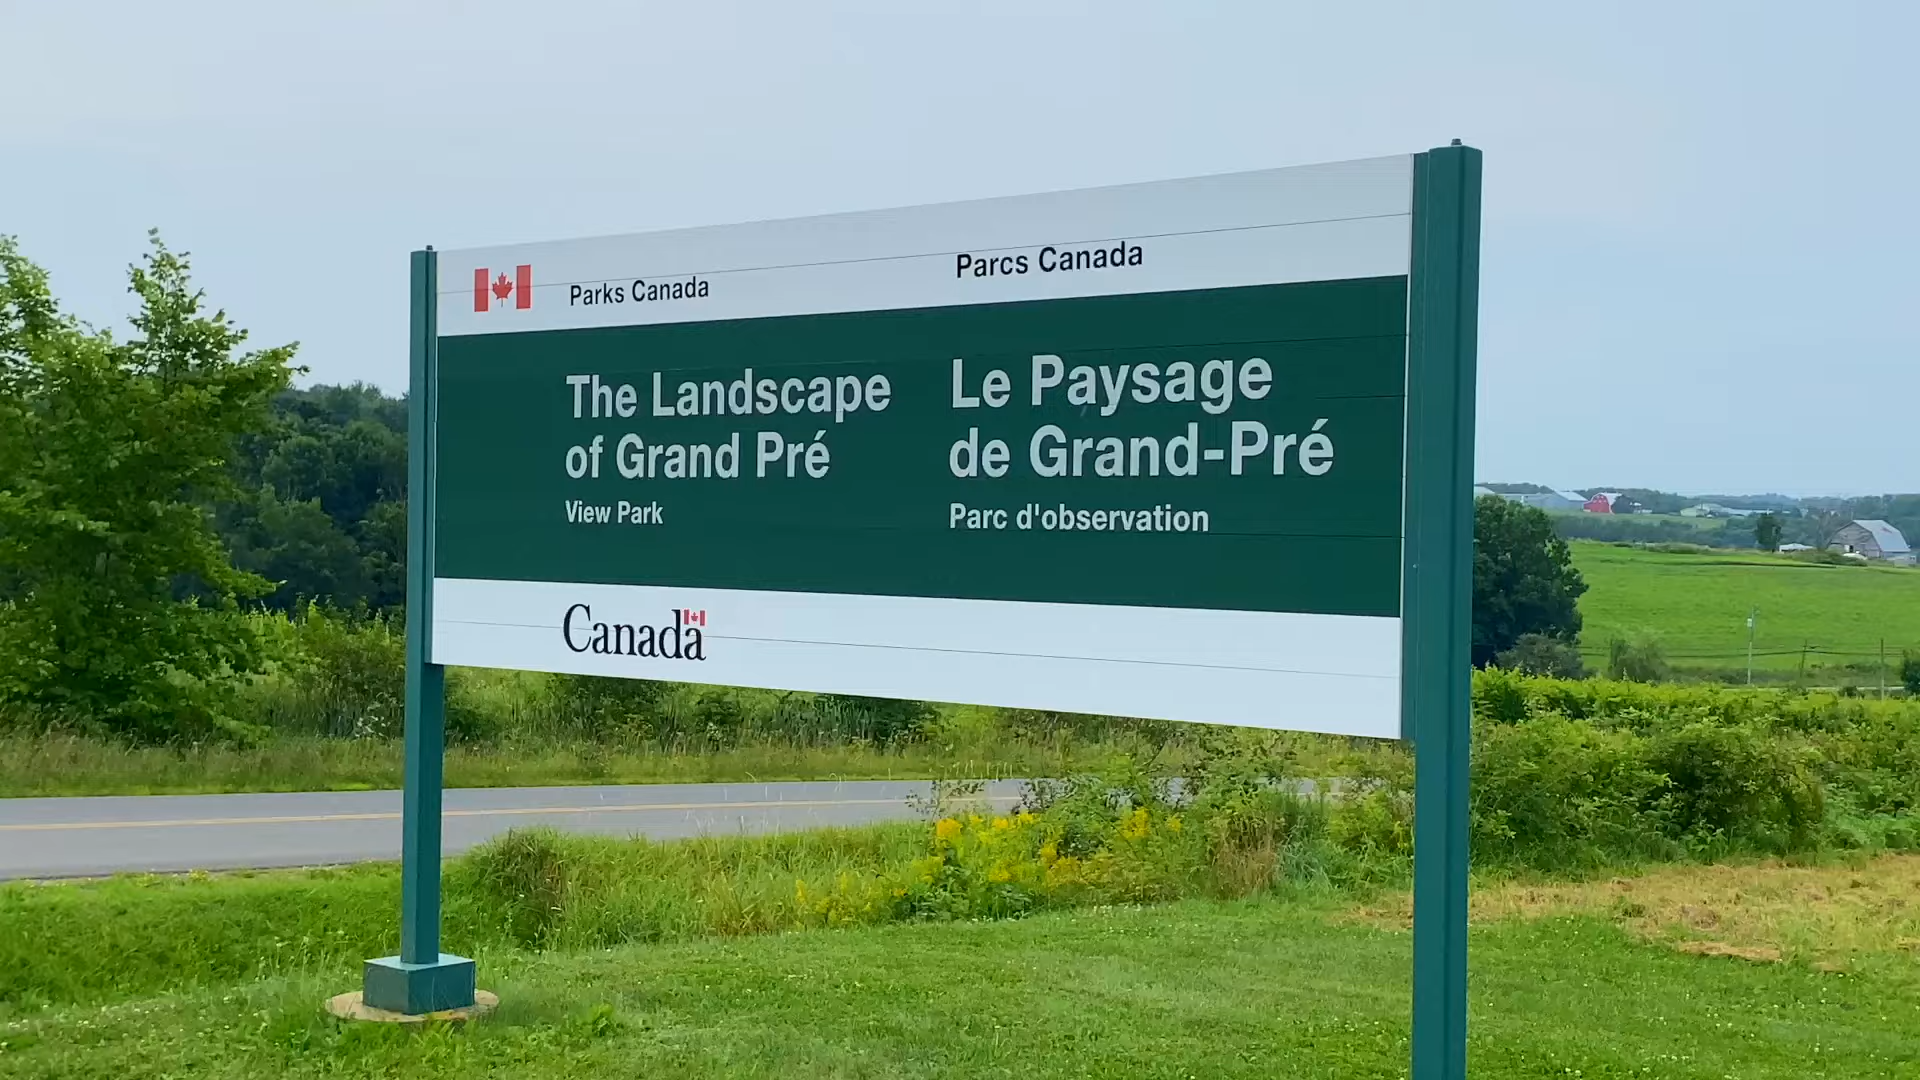 Parks Canada
Parcs Canada
The Landscape
of Grand Pré
View Park
Le Paysage
de Grand-Pré
Parc d'observation
Canada